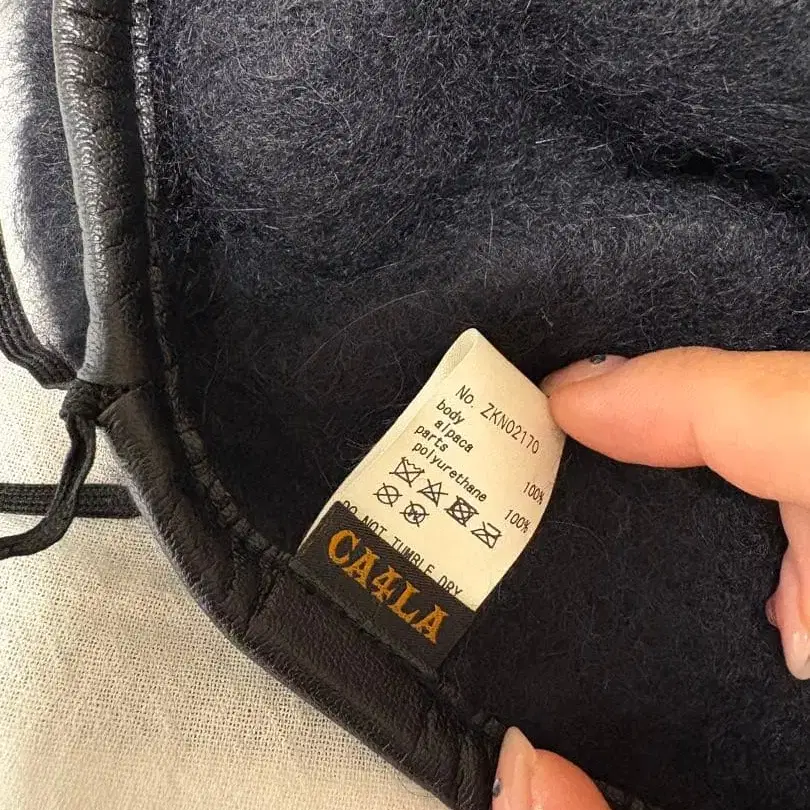 No. ZKN02170
body
alpaca 100%
parts
polyurethane 100%
DO NOT TUMBLE DRY
CA4LA